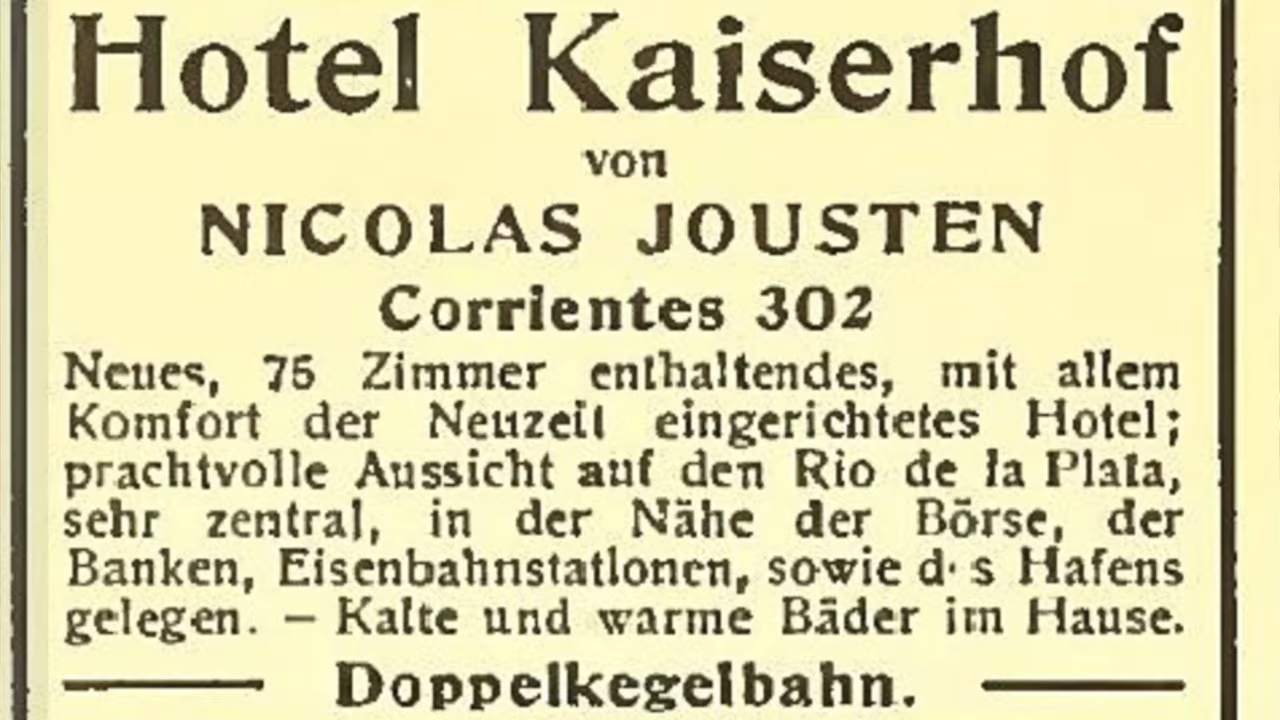 Hotel Kaiserhof
von
NICOLAS JOUSTEN
Corrientes 302
Neues, 75 Zimmer enthaltendes, mit allem
Komfort der Neuzeit eingerichtetes Hotel;
prachtvolle Aussicht auf den Rio de la Plata,
sehr zentral, in der Nähe der Börse, der
Banken, Eisenbahnstationen, sowie d·s Hafens
gelegen. — Kalte und warme Bäder im Hause.
Doppelkegelbahn.